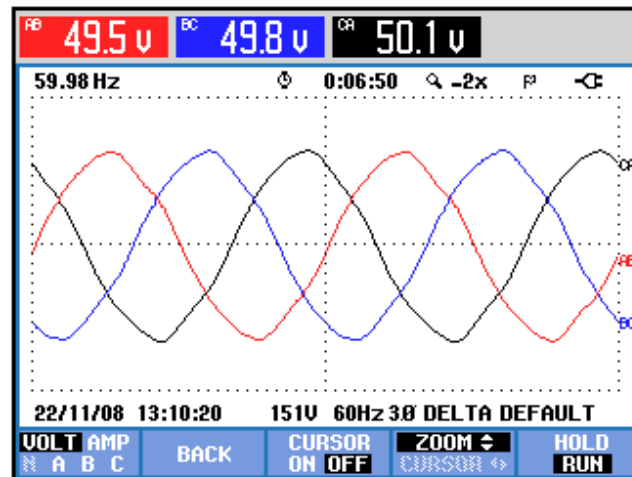 AB 49.5 V BC 49.8 V CA 50.1 V
59.98 Hz 0:06:50 -2x
CA
AB
BC
22/11/08 13:10:20 151V 60Hz 3Ø DELTA DEFAULT
VOLT AMP BACK CURSOR ZOOM HOLD
N A B C ON OFF CURSOR RUN